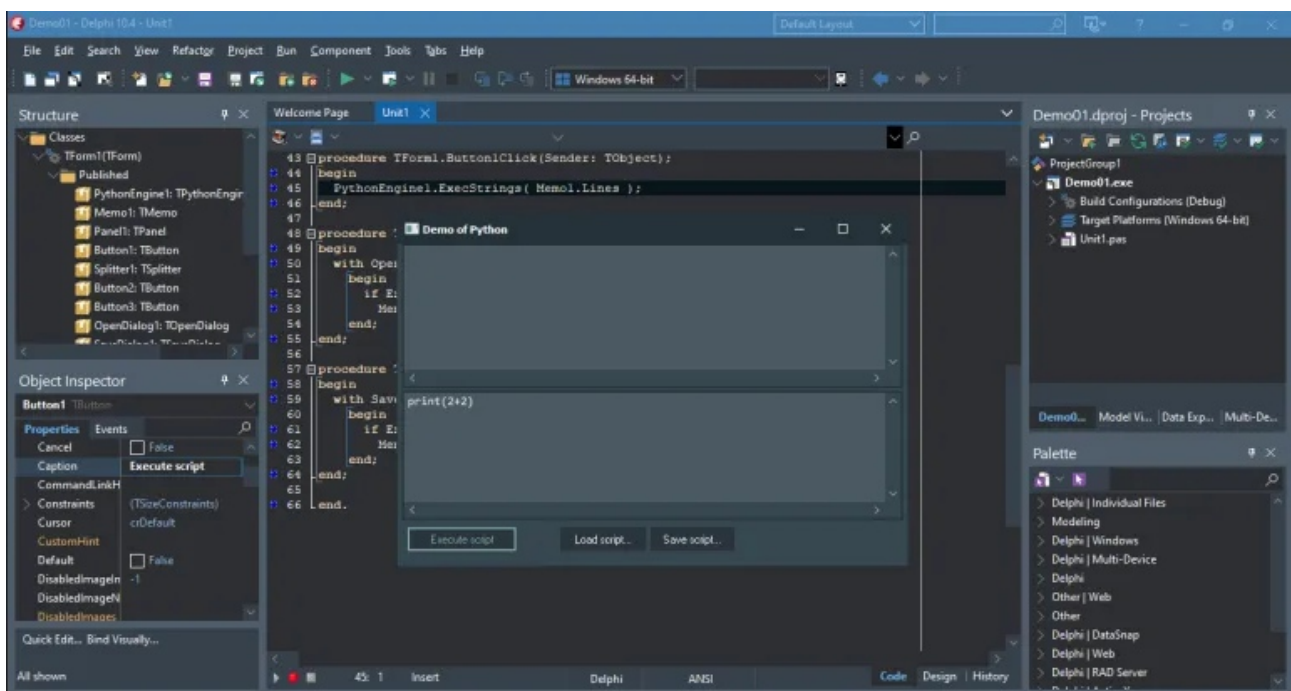 Demo01 - Delphi 10.4 - Unit1
Default Layout
File Edit Search View Refactor Project Run Component Tools Tabs Help
Windows 64-bit
Structure
Classes
TForm1(TForm)
Published
PythonEngine1: TPythonEngir
Memo1: TMemo
Panel1: TPanel
Button1: TButton
Splitter1: TSplitter
Button2: TButton
Button3: TButton
OpenDialog1: TOpenDialog
Object Inspector
Button1 TButton
Properties Events
Cancel False
Caption Execute script
CommandLinkH
Constraints (TSizeConstraints)
Cursor crDefault
CustomHint
Default False
DisabledImageIn -1
DisabledImageN
DisabledImages
Quick Edit... Bind Visually...
All shown
Welcome Page Unit1
43 procedure TForm1.Button1Click(Sender: TObject);
44 begin
45 PythonEngine1.ExecStrings( Memo1.Lines );
46 end;
47
48 procedure
49 begin
50 with Ope
51 begin
52 if E
53 Me
54 end;
55 end;
56
57 procedure
58 begin
59 with Sav
60 begin
61 if E
62 Me
63 end;
64 end;
65
66 end.
Demo of Python
print(2+2)
Execute script Load script... Save script...
45: 1 Insert Delphi ANSI Code Design History
Demo01.dproj - Projects
ProjectGroup1
Demo01.exe
Build Configurations (Debug)
Target Platforms (Windows 64-bit)
Unit1.pas
Demo0... Model Vi... Data Exp... Multi-De...
Palette
Delphi | Individual Files
Modeling
Delphi | Windows
Delphi | Multi-Device
Delphi
Other | Web
Other
Delphi | DataSnap
Delphi | Web
Delphi | RAD Server